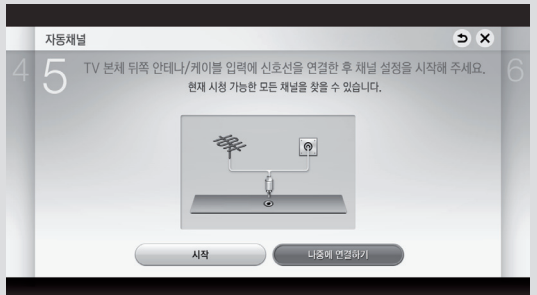 자동채널
4
5
6
TV 본체 뒤쪽 안테나/케이블 입력에 신호선을 연결한 후 채널 설정을 시작해 주세요.
현재 시청 가능한 모든 채널을 찾을 수 있습니다.
시작
나중에 연결하기